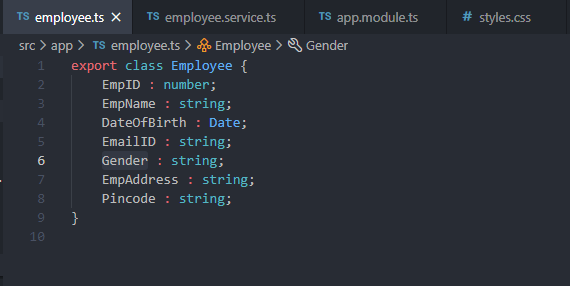 TS employee.ts × TS employee.service.ts TS app.module.ts # styles.css
src > app > TS employee.ts > Employee > Gender
1 export class Employee {
2 EmpID : number;
3 EmpName : string;
4 DateOfBirth : Date;
5 EmailID : string;
6 Gender : string;
7 EmpAddress : string;
8 Pincode : string;
9 }
10